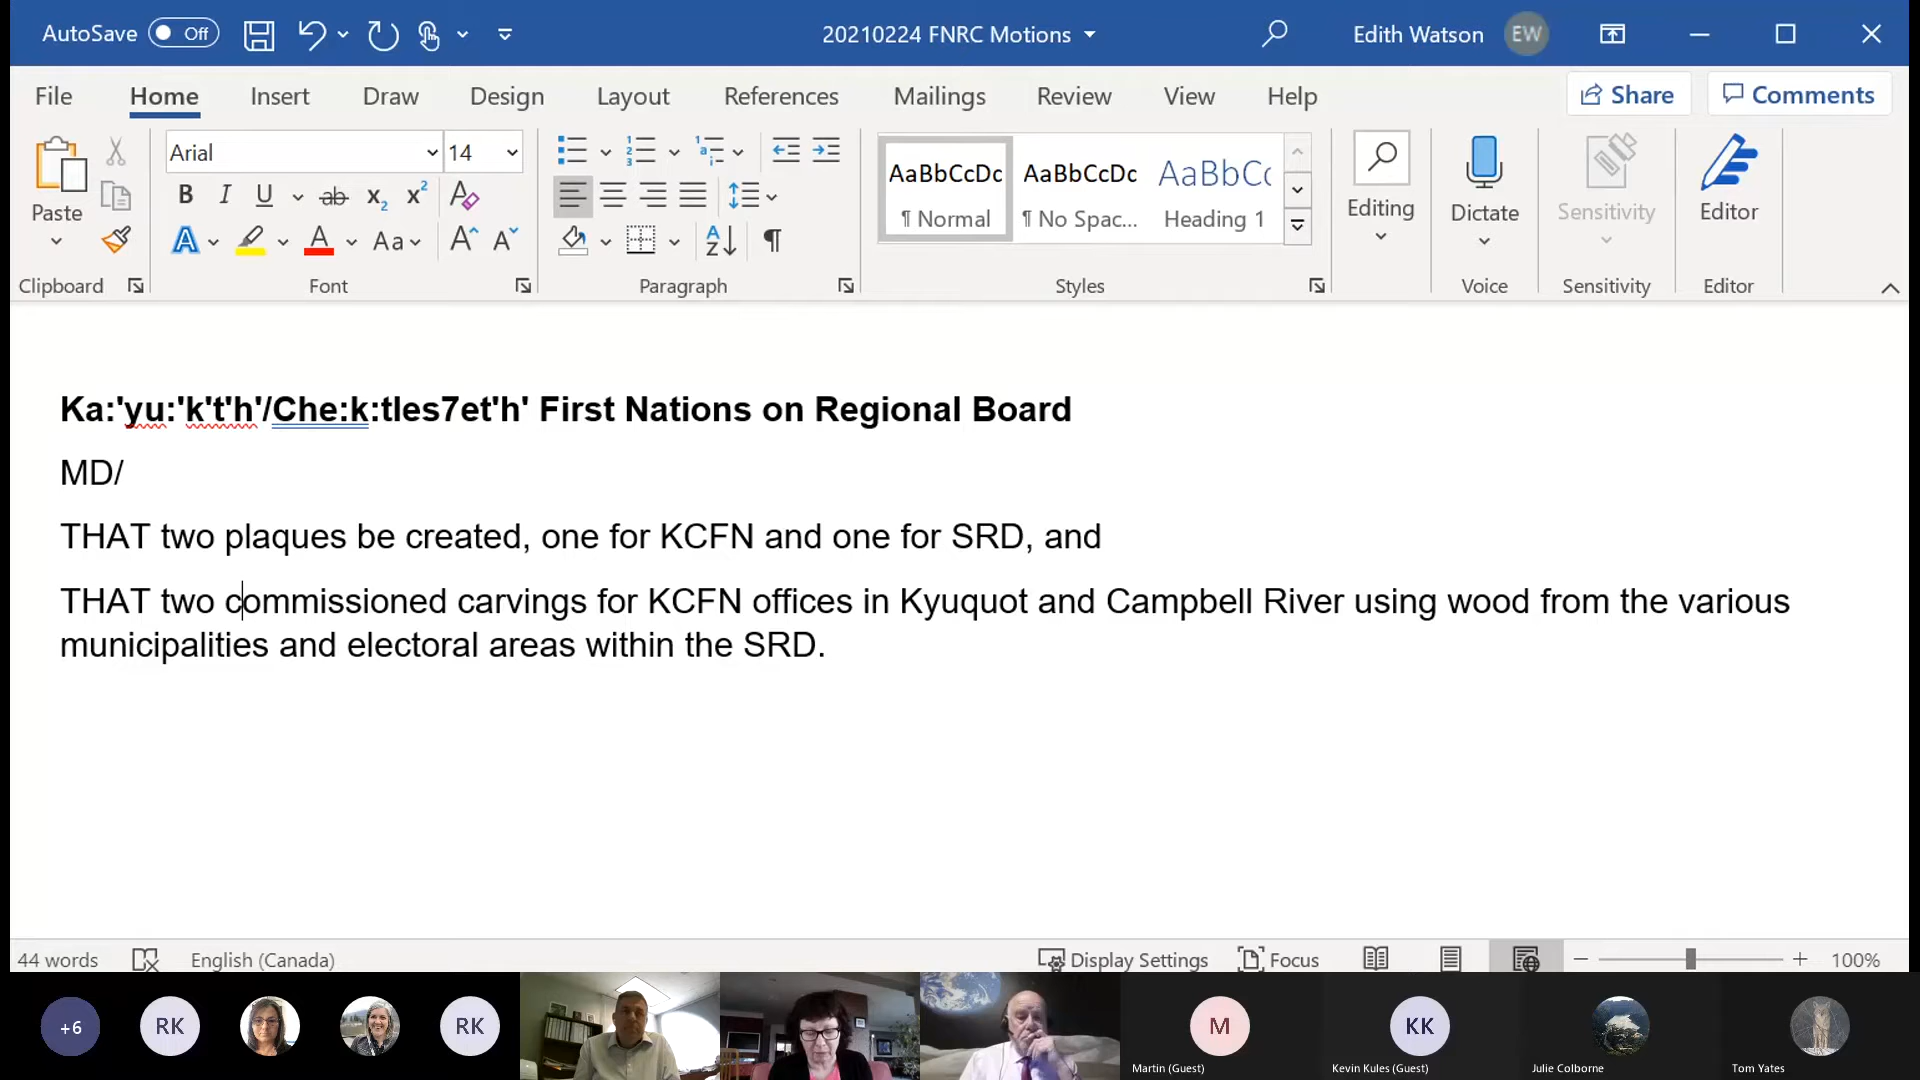 AutoSave Off 20210224 FNRC Motions Edith Watson EW
File Home Insert Draw Design Layout References Mailings Review View Help Share Comments
Paste
Arial 14
AaBbCcDc AaBbCcDc AaBbCc
¶ Normal ¶ No Spac... Heading 1
Editing Dictate Sensitivity Editor
Clipboard Font Paragraph Styles Voice Sensitivity Editor
Ka:'yu:'k't'h'/Che:k:tles7et'h' First Nations on Regional Board
MD/
THAT two plaques be created, one for KCFN and one for SRD, and
THAT two commissioned carvings for KCFN offices in Kyuquot and Campbell River using wood from the various
municipalities and electoral areas within the SRD.
44 words English (Canada) Display Settings Focus 100%
+6 RK RK M KK
Martin (Guest) Kevin Kules (Guest) Julie Colborne Tom Yates